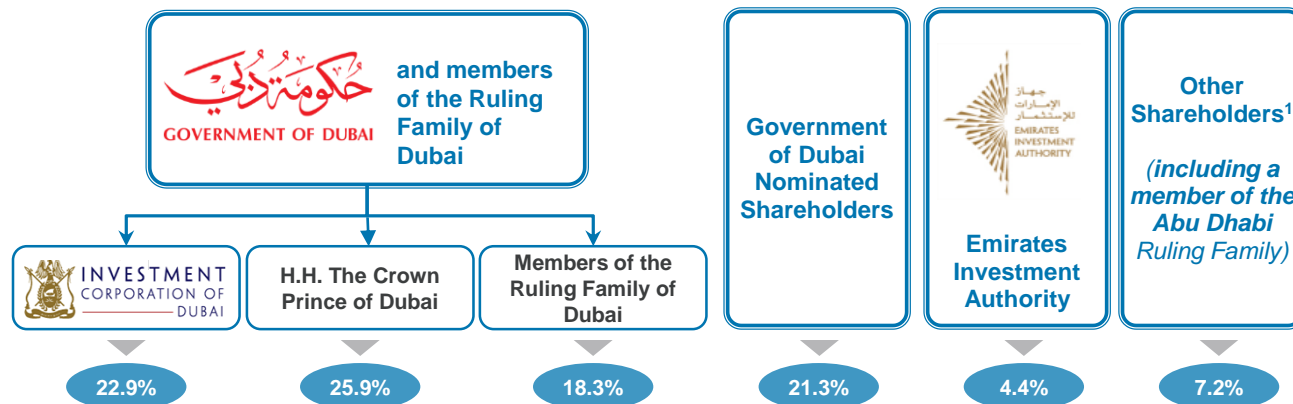 حكومة دبي
GOVERNMENT OF DUBAI
and members
of the Ruling
Family of
Dubai
INVESTMENT
CORPORATION OF
DUBAI
H.H. The Crown
Prince of Dubai
Members of the
Ruling Family of
Dubai
Government
of Dubai
Nominated
Shareholders
جهاز
الإمارات
للإستثمار
EMIRATES
INVESTMENT
AUTHORITY
Emirates
Investment
Authority
Other
Shareholders¹
(including a
member of the
Abu Dhabi
Ruling Family)
22.9%
25.9%
18.3%
21.3%
4.4%
7.2%